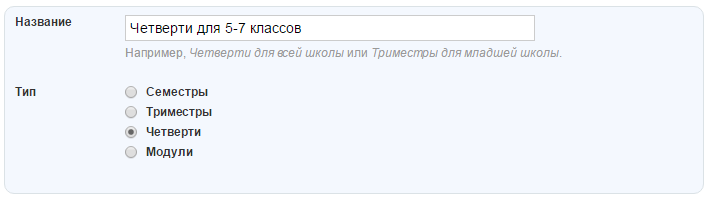 Название
Четверти для 5-7 классов
Например, Четверти для всей школы или Триместры для младшей школы.
Тип
Семестры
Триместры
Четверти
Модули